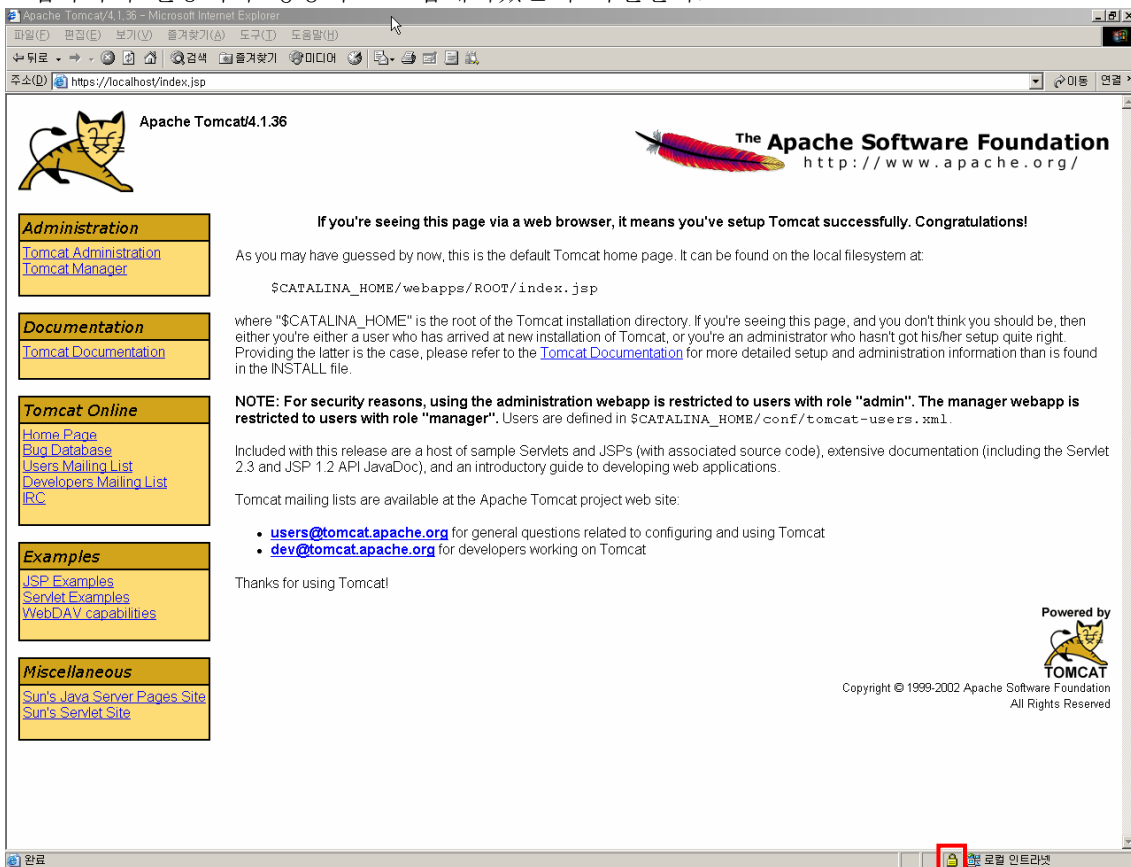 Apache Tomcat/4.1.36 - Microsoft Internet Explorer
파일(F) 편집(E) 보기(V) 즐겨찾기(A) 도구(T) 도움말(H)
뒤로 검색 즐겨찾기 미디어
주소(D) https://localhost/index.jsp 이동 연결
Apache Tomcat/4.1.36
The Apache Software Foundation
http://www.apache.org/
Administration
Tomcat Administration
Tomcat Manager
Documentation
Tomcat Documentation
Tomcat Online
Home Page
Bug Database
Users Mailing List
Developers Mailing List
IRC
Examples
JSP Examples
Servlet Examples
WebDAV capabilities
Miscellaneous
Sun's Java Server Pages Site
Sun's Servlet Site
If you're seeing this page via a web browser, it means you've setup Tomcat successfully. Congratulations!
As you may have guessed by now, this is the default Tomcat home page. It can be found on the local filesystem at:
$CATALINA_HOME/webapps/ROOT/index.jsp
where "$CATALINA_HOME" is the root of the Tomcat installation directory. If you're seeing this page, and you don't think you should be, then
either you're either a user who has arrived at new installation of Tomcat, or you're an administrator who hasn't got his/her setup quite right.
Providing the latter is the case, please refer to the Tomcat Documentation for more detailed setup and administration information than is found
in the INSTALL file.
NOTE: For security reasons, using the administration webapp is restricted to users with role "admin". The manager webapp is
restricted to users with role "manager". Users are defined in $CATALINA_HOME/conf/tomcat-users.xml.
Included with this release are a host of sample Servlets and JSPs (with associated source code), extensive documentation (including the Servlet
2.3 and JSP 1.2 API JavaDoc), and an introductory guide to developing web applications.
Tomcat mailing lists are available at the Apache Tomcat project web site:
• users@tomcat.apache.org for general questions related to configuring and using Tomcat
• dev@tomcat.apache.org for developers working on Tomcat
Thanks for using Tomcat!
Powered by
TOMCAT
Copyright © 1999-2002 Apache Software Foundation
All Rights Reserved
완료 로컬 인트라넷